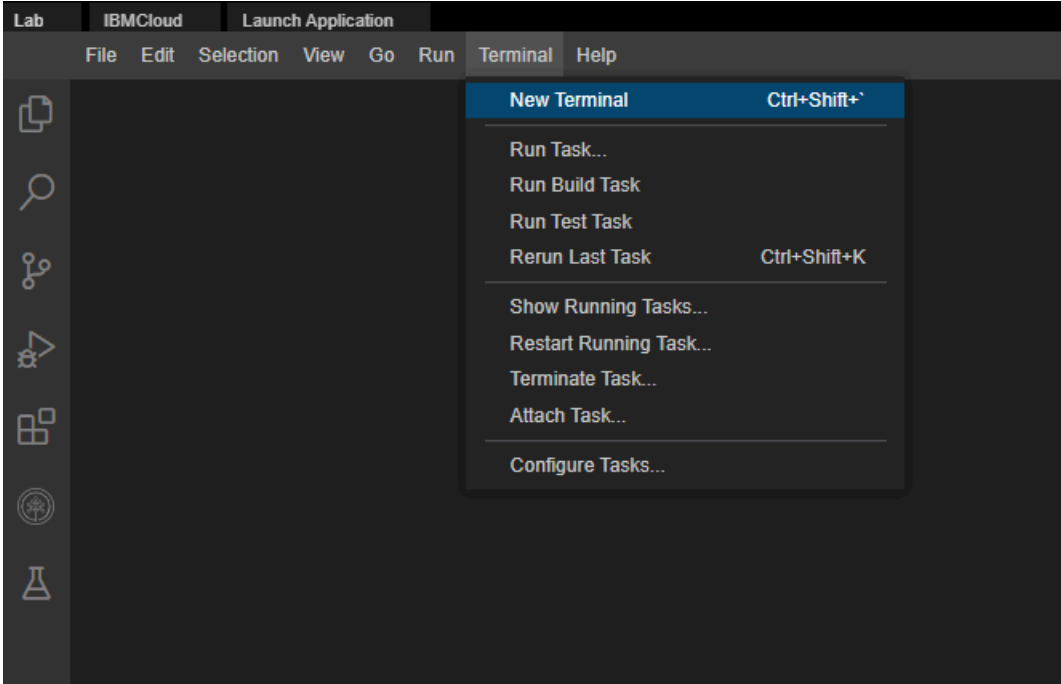 Lab IBMCloud Launch Application
File Edit Selection View Go Run Terminal Help
New Terminal Ctrl+Shift+`
Run Task...
Run Build Task
Run Test Task
Rerun Last Task Ctrl+Shift+K
Show Running Tasks...
Restart Running Task...
Terminate Task...
Attach Task...
Configure Tasks...